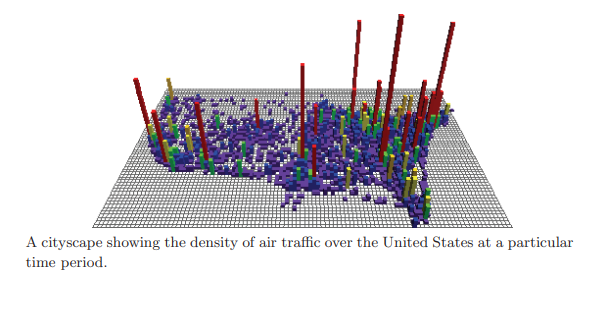 A cityscape showing the density of air traffic over the United States at a particular
time period.